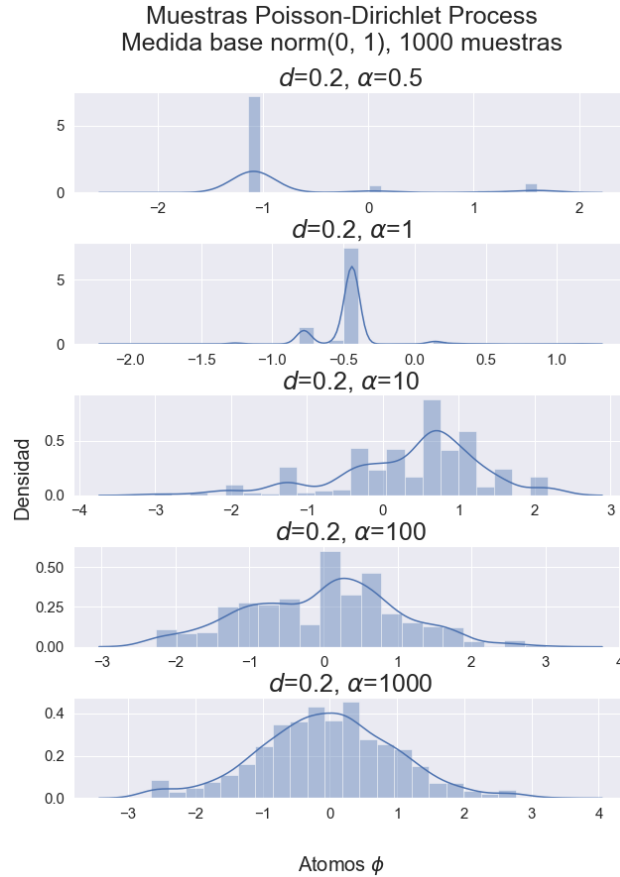 Muestras Poisson-Dirichlet Process
Medida base norm(0, 1), 1000 muestras
d=0.2, α=0.5
5
0
−2 −1 0 1 2
d=0.2, α=1
5
0
−2.0 −1.5 −1.0 −0.5 0.0 0.5 1.0
d=0.2, α=10
0.5
0.0
−4 −3 −2 −1 0 1 2 3
Densidad
d=0.2, α=100
0.50
0.25
0.00
−3 −2 −1 0 1 2 3 4
d=0.2, α=1000
0.4
0.2
0.0
−3 −2 −1 0 1 2 3 4
Atomos ϕ